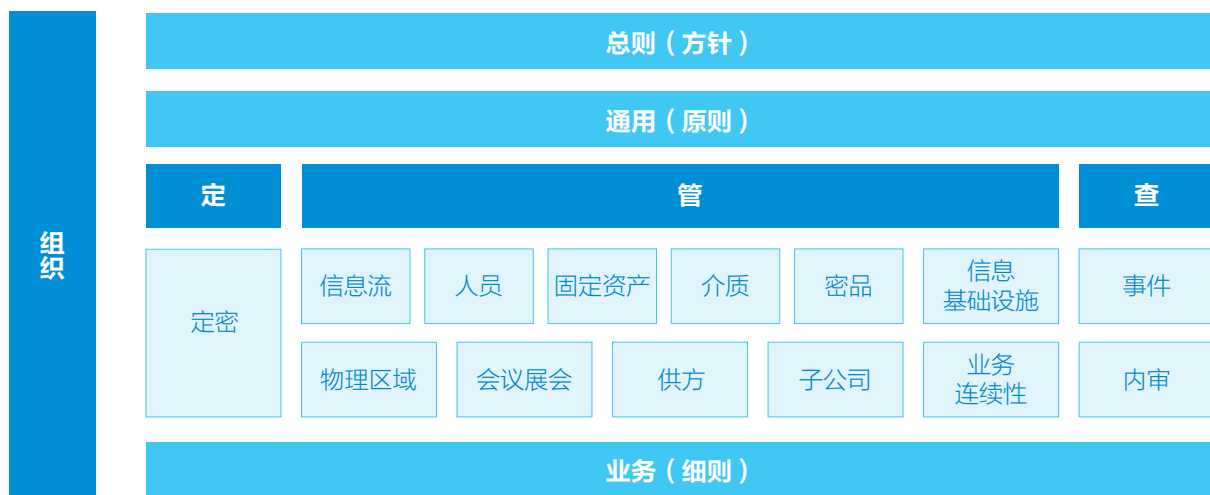 组织
总则（方针）
通用（原则）
定
管
查
定密
信息流
人员
固定资产
介质
密品
信息
基础设施
事件
物理区域
会议展会
供方
子公司
业务
连续性
内审
业务（细则）